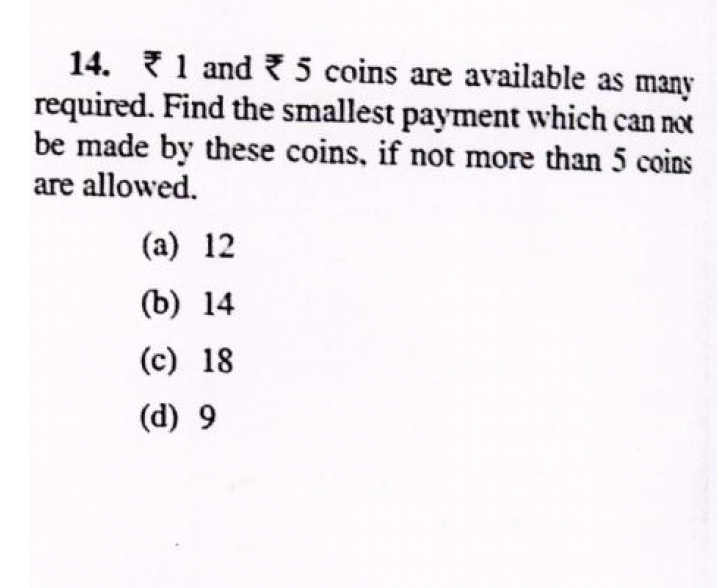 14. ₹ 1 and ₹ 5 coins are available as many
required. Find the smallest payment which can not
be made by these coins, if not more than 5 coins
are allowed.
(a) 12
(b) 14
(c) 18
(d) 9